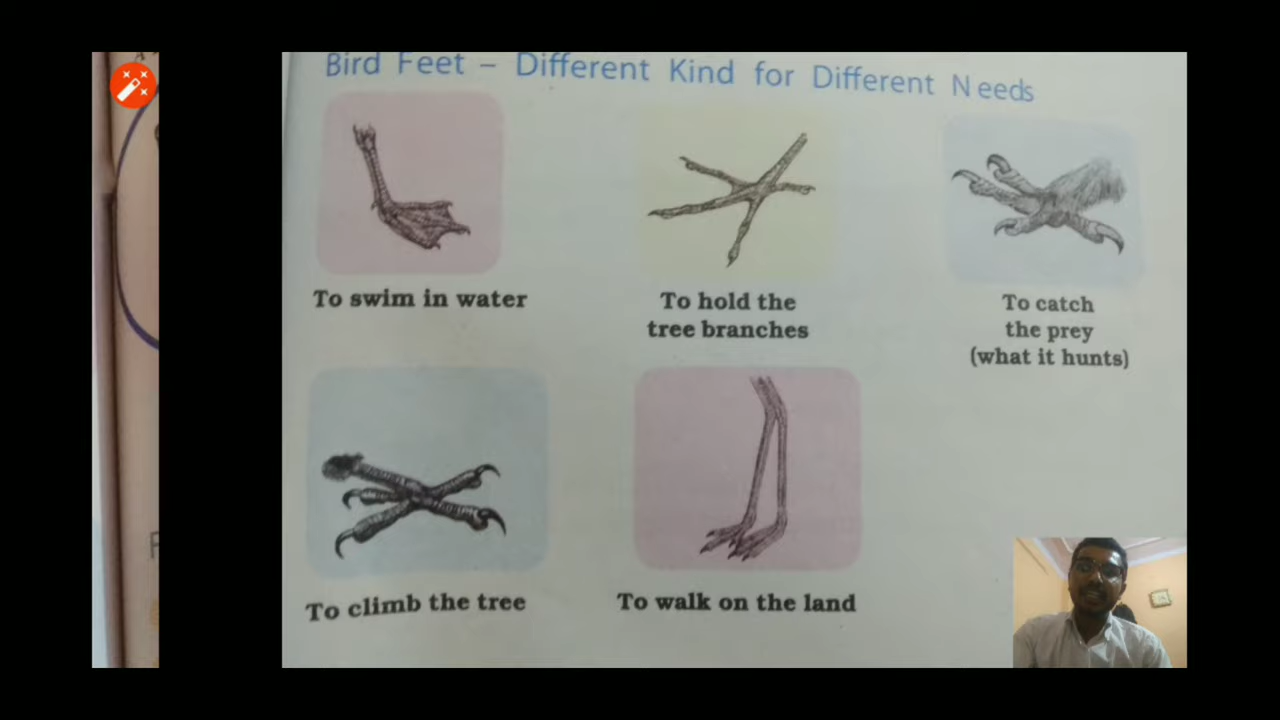 Bird Feet – Different Kind for Different Needs
To swim in water
To hold the
tree branches
To catch
the prey
(what it hunts)
To climb the tree
To walk on the land